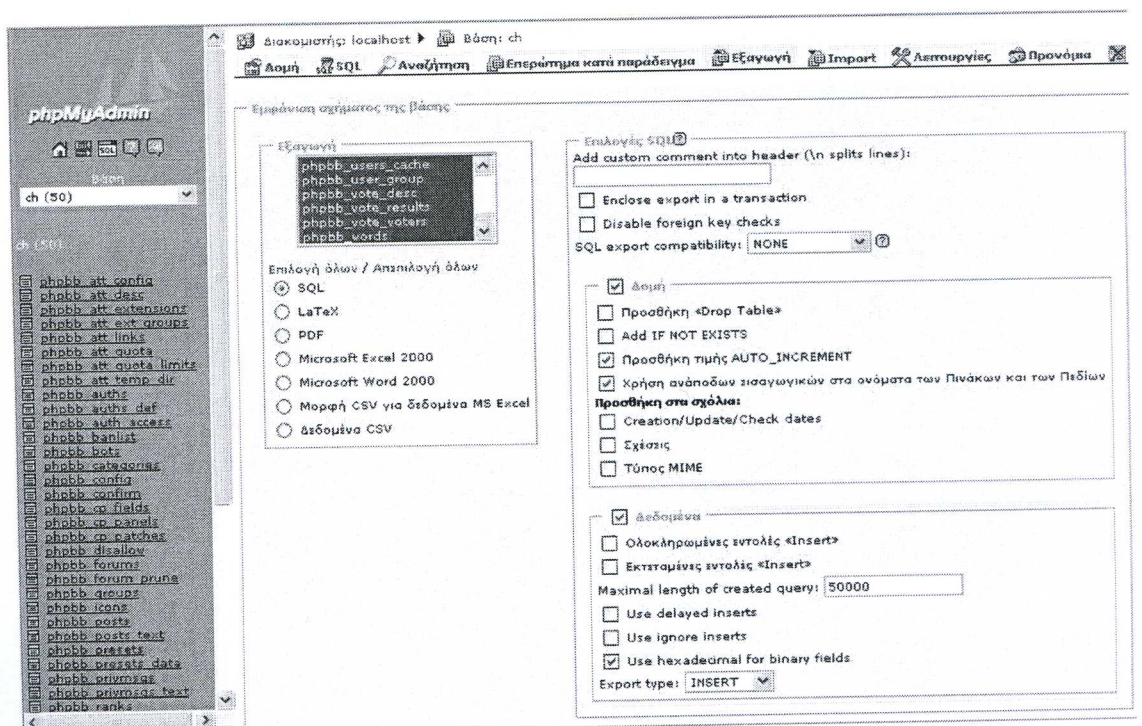 Διακομιστής: localhost ▶ Βάση: ch
Δομή SQL Αναζήτηση Επερώτημα κατά παράδειγμα Εξαγωγή Import Λειτουργίες Προνόμια
phpMyAdmin
Βάση
ch (50)
ch (50)
phpbb_att_config
phpbb_att_desc
phpbb_att_extensions
phpbb_att_ext_groups
phpbb_att_links
phpbb_att_quota
phpbb_att_quota_limits
phpbb_att_temp_dir
phpbb_auths
phpbb_auths_def
phpbb_auth_access
phpbb_banlist
phpbb_bots
phpbb_categories
phpbb_config
phpbb_confirm
phpbb_cp_fields
phpbb_cp_panels
phpbb_cp_patches
phpbb_disallow
phpbb_forums
phpbb_forum_prune
phpbb_groups
phpbb_icons
phpbb_posts
phpbb_posts_text
phpbb_presets
phpbb_presets_data
phpbb_privmsgs
phpbb_privmsgs_text
phpbb_ranks
Εμφάνιση σχήματος της βάσης
Εξαγωγή
phpbb_users_cache
phpbb_user_group
phpbb_vote_desc
phpbb_vote_results
phpbb_vote_voters
phpbb_words
Επιλογή όλων / Απεπιλογή όλων
SQL
LaTeX
PDF
Microsoft Excel 2000
Microsoft Word 2000
Μορφή CSV για δεδομένα MS Excel
Δεδομένα CSV
Επιλογές SQL
Add custom comment into header (\n splits lines):
Enclose export in a transaction
Disable foreign key checks
SQL export compatibility: NONE
Δομή
Προσθήκη «Drop Table»
Add IF NOT EXISTS
Προσθήκη τιμής AUTO_INCREMENT
Χρήση ανάποδων εισαγωγικών στα ονόματα των Πινάκων και των Πεδίων
Προσθήκη στα σχόλια:
Creation/Update/Check dates
Σχέσεις
Τύπος MIME
Δεδομένα
Ολοκληρωμένες εντολές «Insert»
Εκτεταμένες εντολές «Insert»
Maximal length of created query: 50000
Use delayed inserts
Use ignore inserts
Use hexadecimal for binary fields
Export type: INSERT